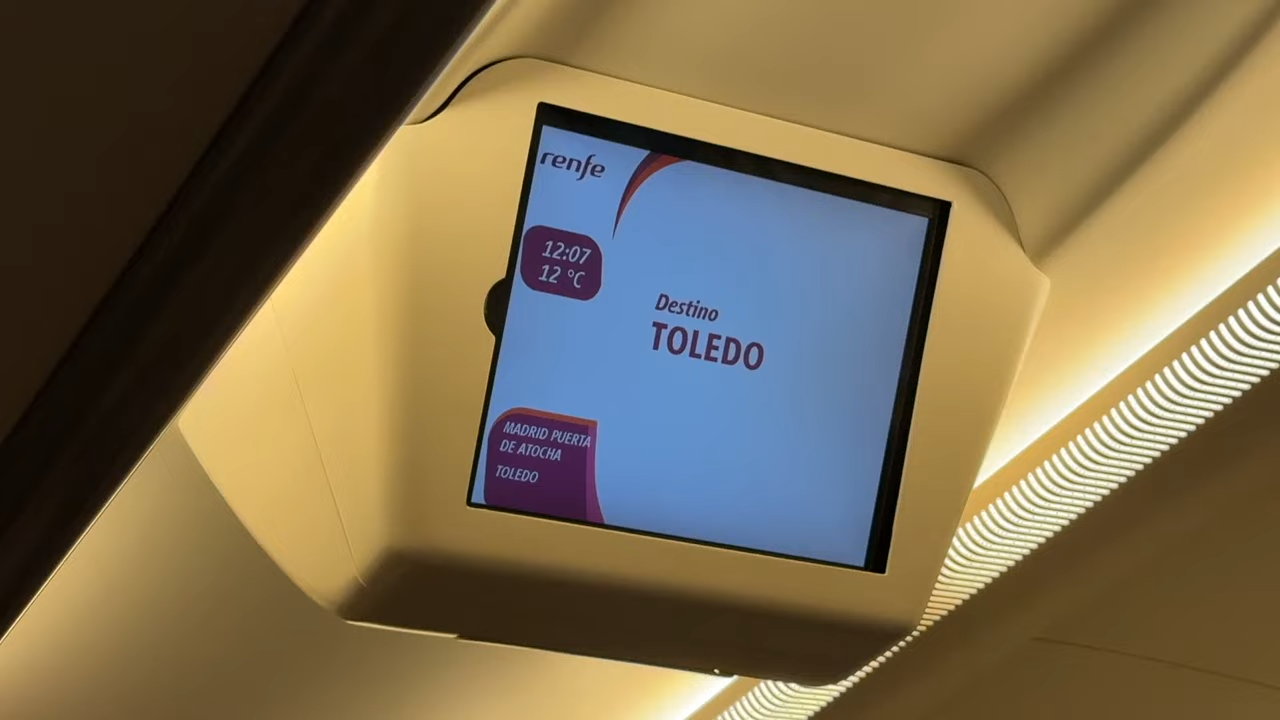 renfe
12:07
12 °C
Destino
TOLEDO
MADRID PUERTA
DE ATOCHA
TOLEDO